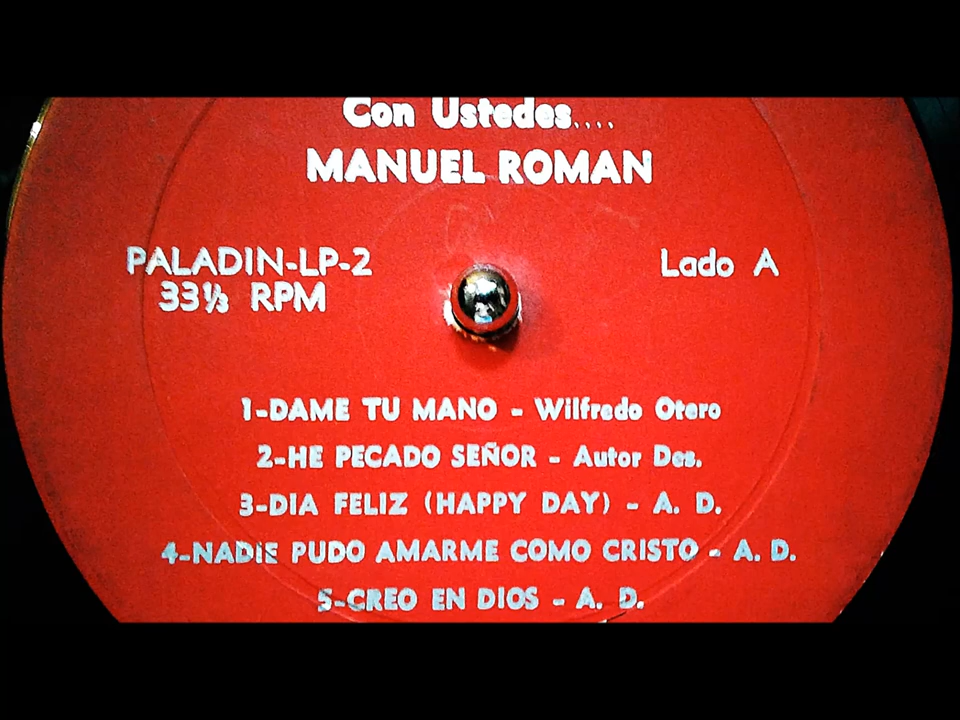 Con Ustedes....
MANUEL ROMAN
PALADIN-LP-2
Lado A
33⅓ RPM
1-DAME TU MANO - Wilfredo Otero
2-HE PECADO SEÑOR - Autor Des.
3-DIA FELIZ (HAPPY DAY) - A. D.
4-NADIE PUDO AMARME COMO CRISTO - A. D.
5-CREO EN DIOS - A. D.